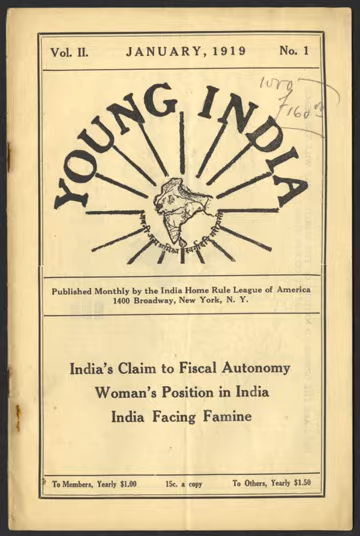 Vol. II. JANUARY, 1919 No. 1
YOUNG INDIA
Published Monthly by the India Home Rule League of America
1400 Broadway, New York, N. Y.
India's Claim to Fiscal Autonomy
Woman's Position in India
India Facing Famine
To Members, Yearly $1.00 15c. a copy To Others, Yearly $1.50